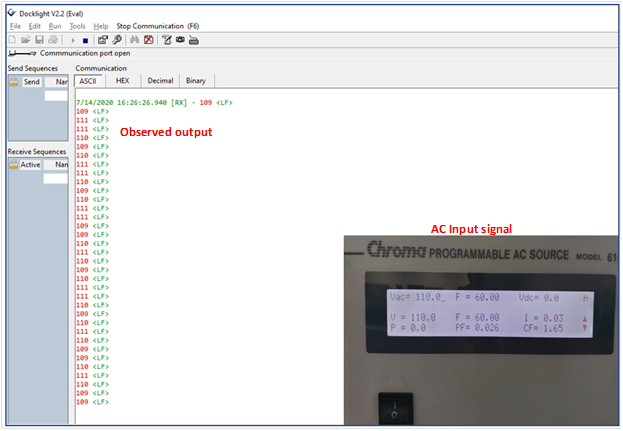 Docklight V2.2 (Eval)
File Edit Run Tools Help Stop Communication (F6)
Commmunication port open
Send Sequences
Send Nar
Communication
ASCII HEX Decimal Binary
7/14/2020 16:26:26.940 [RX] - 109 <LF>
109 <LF>
111 <LF>
111 <LF>
110 <LF>
109 <LF>
110 <LF>
111 <LF>
111 <LF>
110 <LF>
109 <LF>
110 <LF>
111 <LF>
111 <LF>
109 <LF>
109 <LF>
110 <LF>
111 <LF>
110 <LF>
109 <LF>
110 <LF>
111 <LF>
111 <LF>
110 <LF>
109 <LF>
110 <LF>
111 <LF>
110 <LF>
109 <LF>
109 <LF>
110 <LF>
111 <LF>
110 <LF>
109 <LF>
109 <LF>
Observed output
Receive Sequences
Active Nan
AC Input signal
Chroma PROGRAMMABLE AC SOURCE MODEL 61
Vac= 110.0_ F = 60.00 Vdc= 0.0 H
V = 110.0 F = 60.00 I = 0.03 ▲
P = 0.0 PF= 0.026 CF= 1.65 ▼
I
O